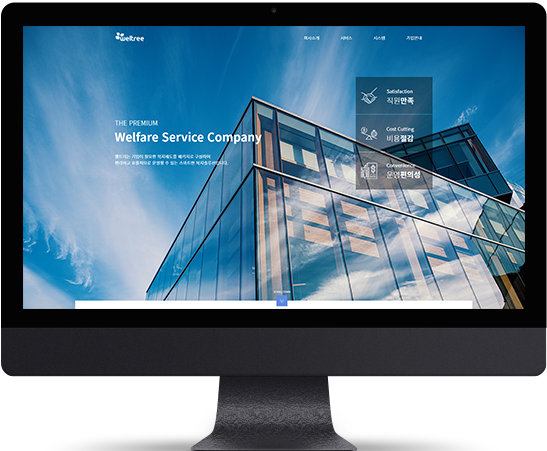 weltree
회사소개 서비스 시스템 가입안내
Satisfaction
직원만족
THE PREMIUM
Welfare Service Company
Cost Cutting
비용절감
Convenience
운영편의성